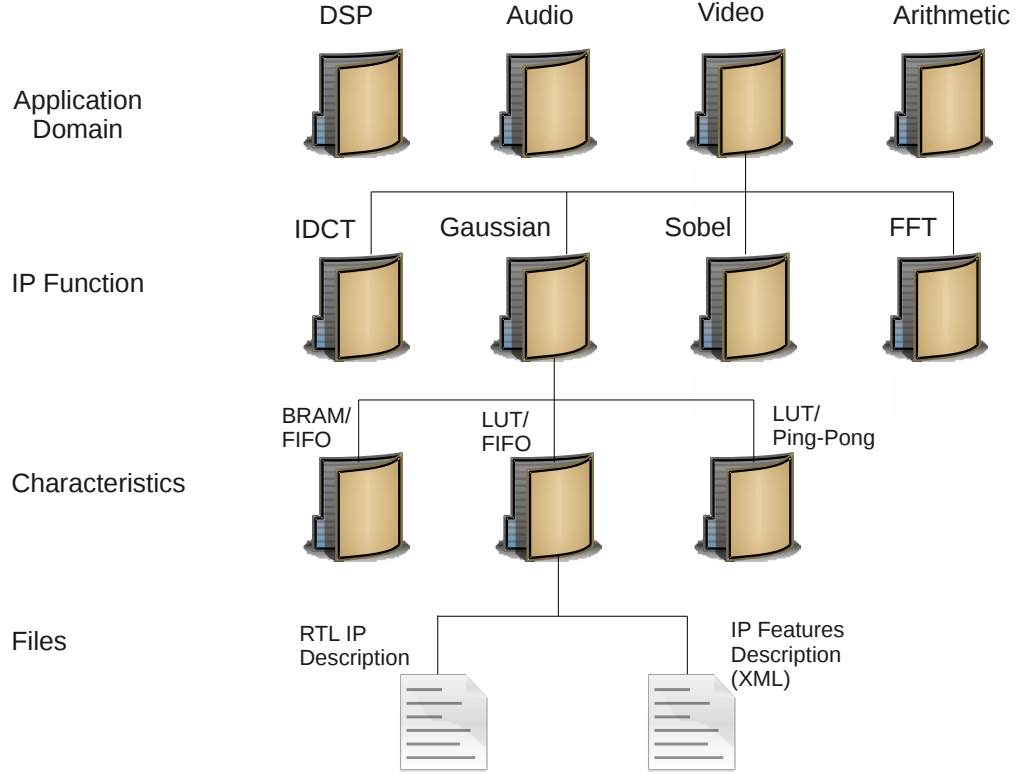 DSP
Audio
Video
Arithmetic
Application
Domain
IDCT
Gaussian
Sobel
FFT
IP Function
BRAM/
FIFO
LUT/
FIFO
LUT/
Ping-Pong
Characteristics
Files
RTL IP
Description
IP Features
Description
(XML)